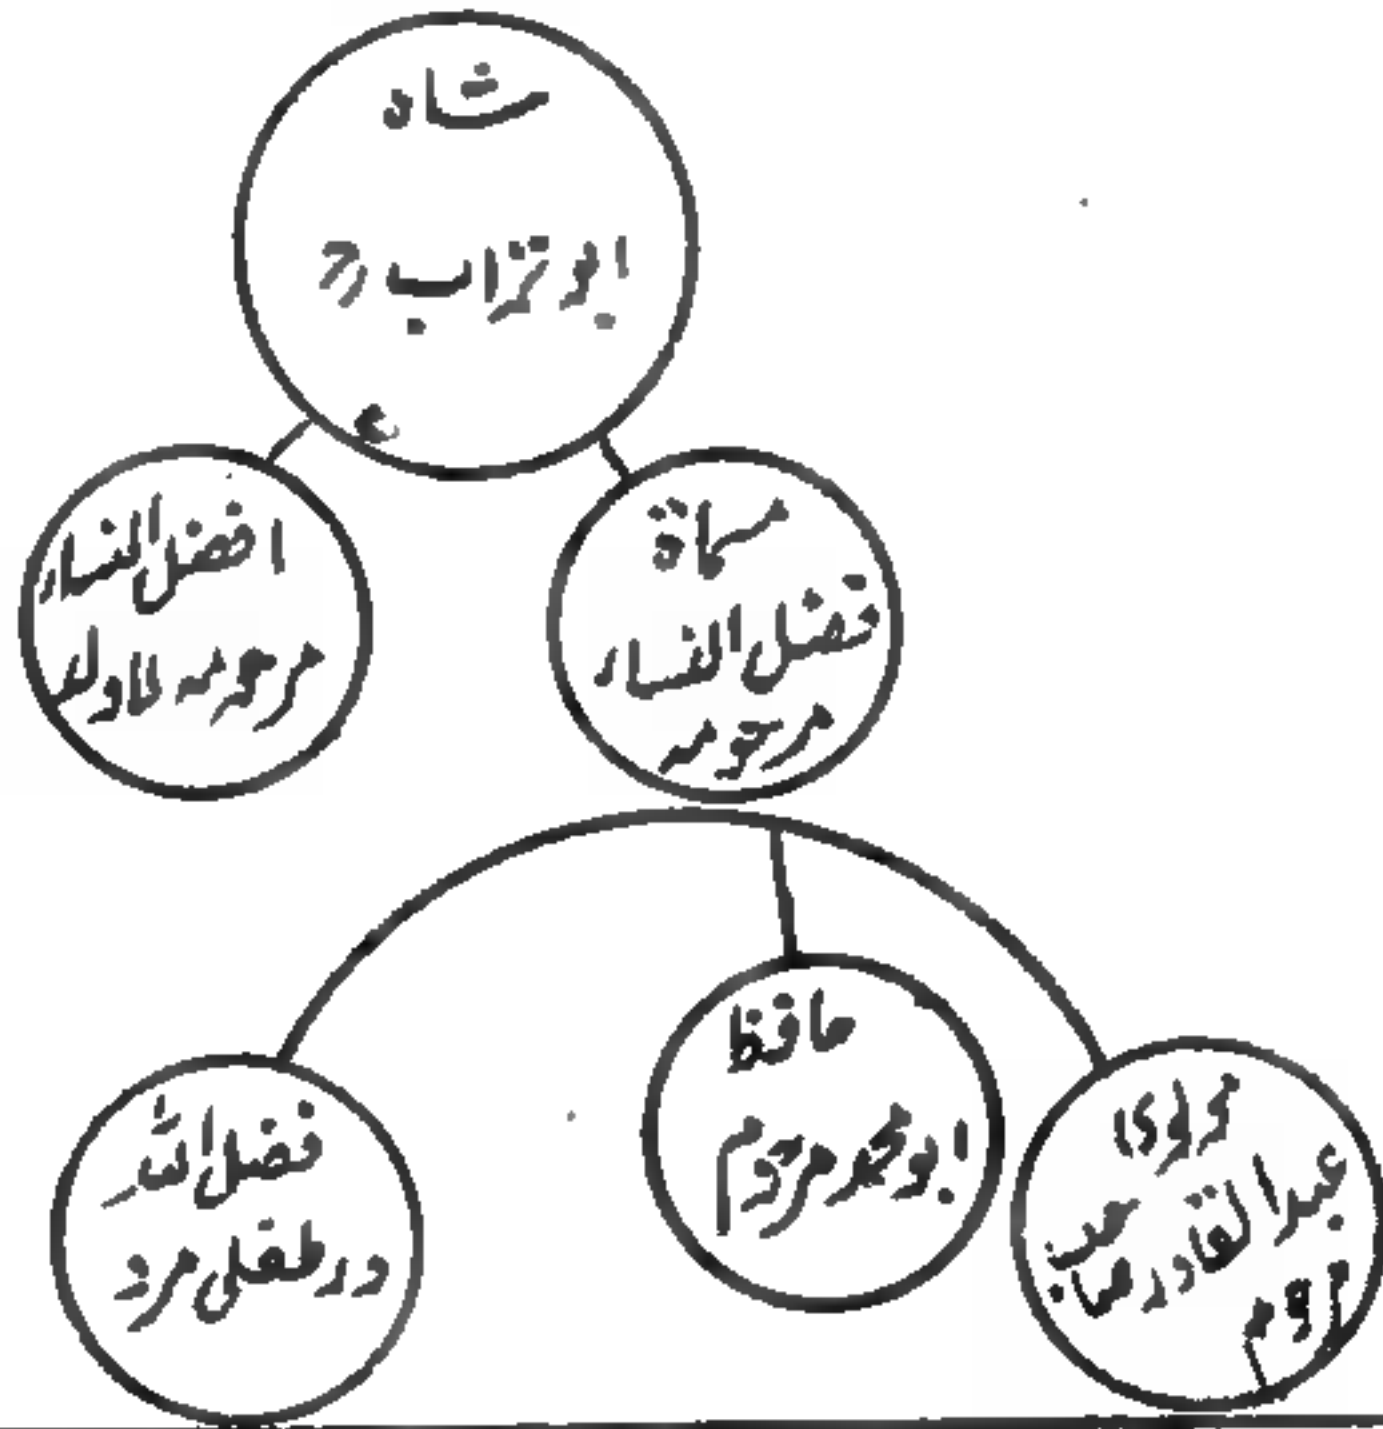 شاہ
ابو تراب رح
مسماۃ
فضل النساء
مرحومہ
افضل النساء
مرحومہ لاولد
مولوی
عبدالقادر صاحب
مرحوم
حافظ
ابو محمد مرحوم
فضل اللہ
در طفلی مرد